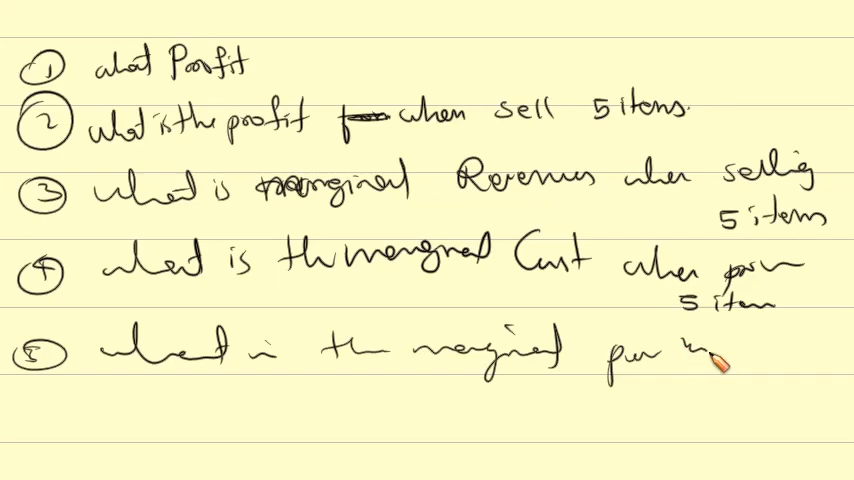 ① what Profit
② what is the profit when sell 5 items.
③ what is marginal Revenues when selling
5 items
④ what is the marginal Cost when
5 item
⑤ what is the marginal